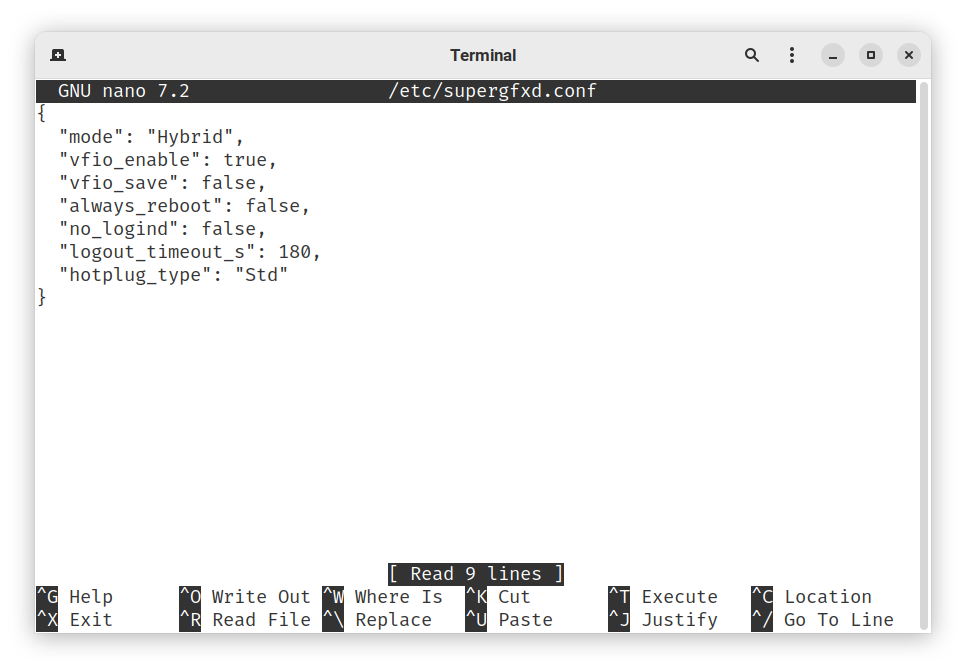 Terminal
GNU nano 7.2 /etc/supergfxd.conf
{
  "mode": "Hybrid",
  "vfio_enable": true,
  "vfio_save": false,
  "always_reboot": false,
  "no_logind": false,
  "logout_timeout_s": 180,
  "hotplug_type": "Std"
}
[ Read 9 lines ]
^G Help ^O Write Out ^W Where Is ^K Cut ^T Execute ^C Location
^X Exit ^R Read File ^\ Replace ^U Paste ^J Justify ^/ Go To Line